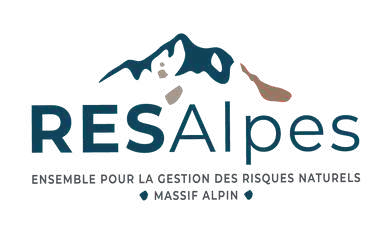 RESAlpes
ENSEMBLE POUR LA GESTION DES RISQUES NATURELS
MASSIF ALPIN